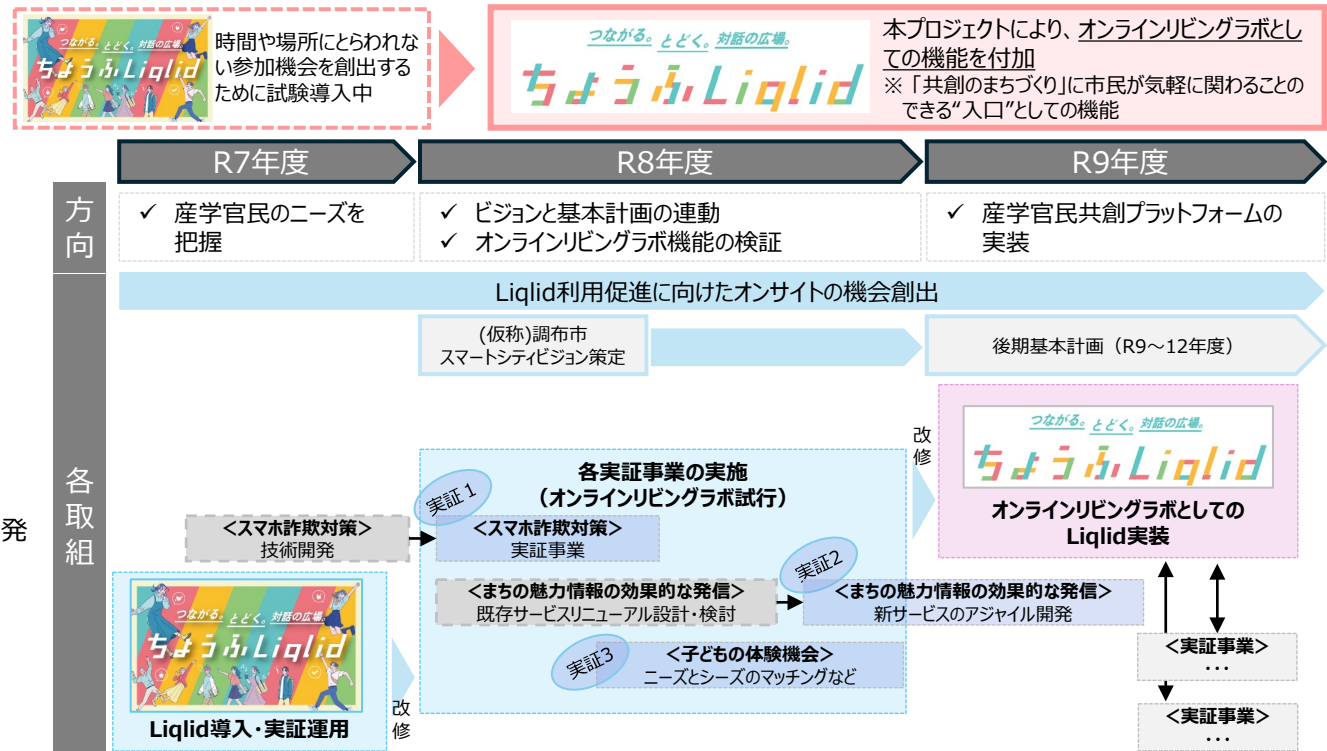 つながる。とどく。対話の広場。
ちょうふLiqlid
時間や場所にとらわれな
い参加機会を創出する
ために試験導入中
つながる。とどく。対話の広場。
ちょうふLiqlid
本プロジェクトにより、オンラインリビングラボとし
ての機能を付加
※「共創のまちづくり」に市民が気軽に関わることの
できる“入口”としての機能
R7年度
R8年度
R9年度
方向
✓ 産学官民のニーズを
把握
✓ ビジョンと基本計画の連動
✓ オンラインリビングラボ機能の検証
✓ 産学官民共創プラットフォームの
実装
各取組
Liqlid利用促進に向けたオンサイトの機会創出
(仮称)調布市
スマートシティビジョン策定
後期基本計画（R9～12年度）
発
各実証事業の実施
（オンラインリビングラボ試行）
実証1
<スマホ詐欺対策>
技術開発
<スマホ詐欺対策>
実証事業
実証2
<まちの魅力情報の効果的な発信>
既存サービスリニューアル設計・検討
<まちの魅力情報の効果的な発信>
新サービスのアジャイル開発
実証3
<子どもの体験機会>
ニーズとシーズのマッチングなど
つながる。とどく。対話の広場。
ちょうふLiqlid
Liqlid導入・実証運用
改修
改修
つながる。とどく。対話の広場。
ちょうふLiqlid
オンラインリビングラボとしての
Liqlid実装
<実証事業>
・・・
<実証事業>
・・・